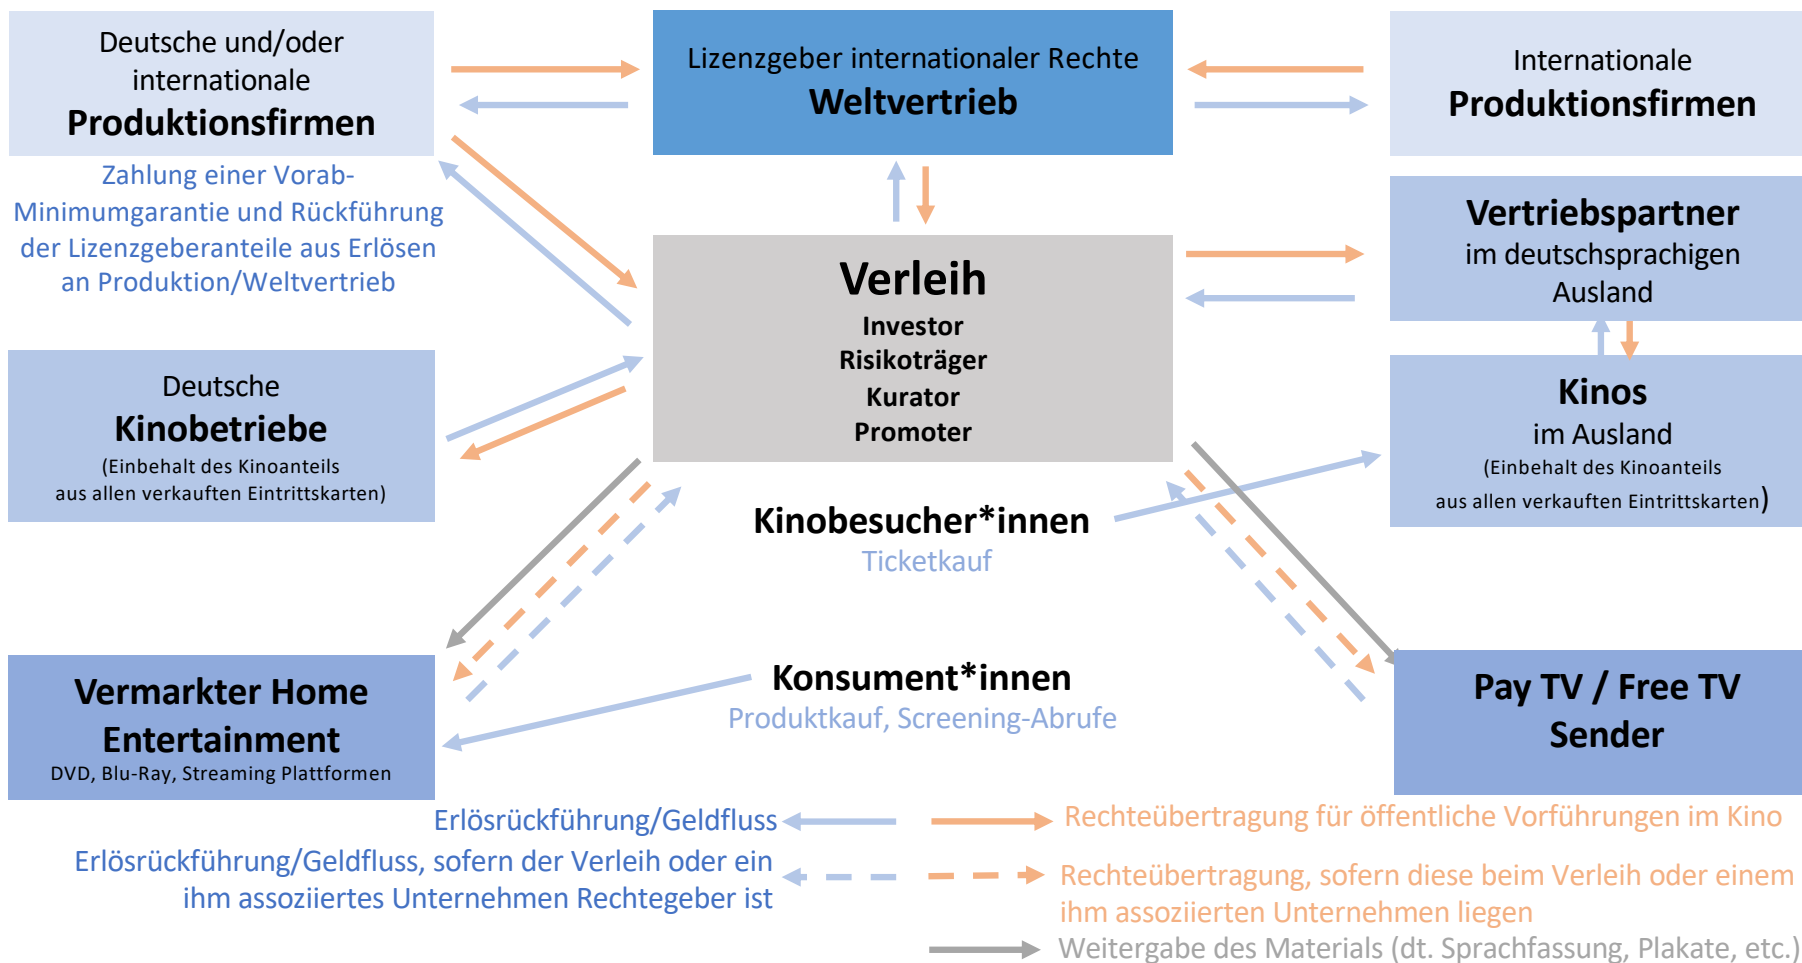 Deutsche und/oder
internationale
Produktionsfirmen
Lizenzgeber internationaler Rechte
Weltvertrieb
Internationale
Produktionsfirmen
Zahlung einer Vorab-
Minimumgarantie und Rückführung
der Lizenzgeberanteile aus Erlösen
an Produktion/Weltvertrieb
Verleih
Investor
Risikoträger
Kurator
Promoter
Vertriebspartner
im deutschsprachigen
Ausland
Deutsche
Kinobetriebe
(Einbehalt des Kinoanteils
aus allen verkauften Eintrittskarten)
Kinos
im Ausland
(Einbehalt des Kinoanteils
aus allen verkauften Eintrittskarten)
Kinobesucher*innen
Ticketkauf
Vermarkter Home
Entertainment
DVD, Blu-Ray, Streaming Plattformen
Konsument*innen
Produktkauf, Screening-Abrufe
Pay TV / Free TV
Sender
Erlösrückführung/Geldfluss
Rechteübertragung für öffentliche Vorführungen im Kino
Erlösrückführung/Geldfluss, sofern der Verleih oder ein
ihm assoziiertes Unternehmen Rechtegeber ist
Rechteübertragung, sofern diese beim Verleih oder einem
ihm assoziierten Unternehmen liegen
Weitergabe des Materials (dt. Sprachfassung, Plakate, etc.)